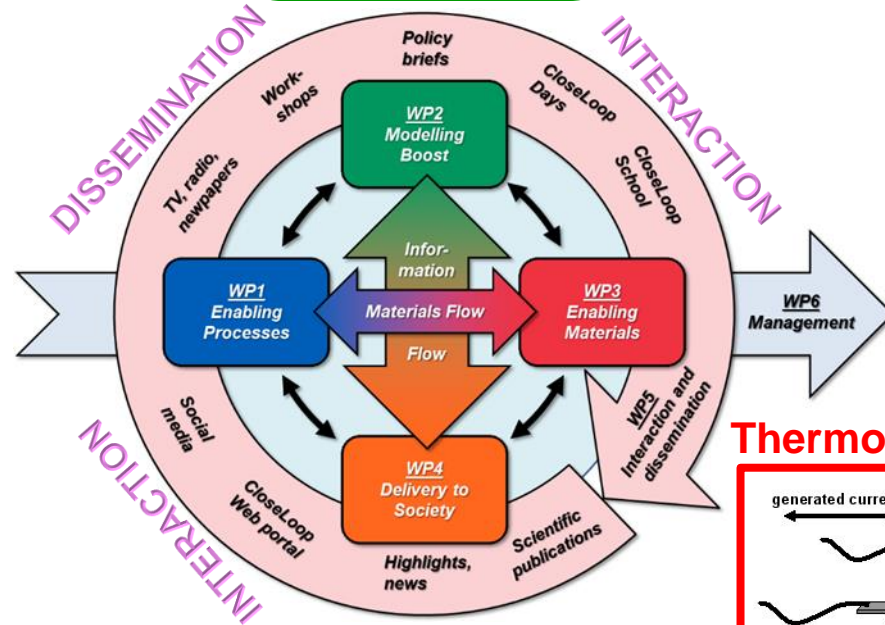 DISSEMINATION
INTERACTION
Policy
briefs
Work-
shops
CloseLoop
Days
TV, radio,
newpapers
CloseLoop
School
WP2
Modelling
Boost
Infor-
mation
WP1
Enabling
Processes
Materials Flow
WP3
Enabling
Materials
WP6
Management
Flow
WP4
Delivery to
Society
Social
media
CloseLoop
Web portal
Highlights,
news
Scientific
publications
WP5
Interaction and
dissemination
INTERACTION
Thermo
generated curre